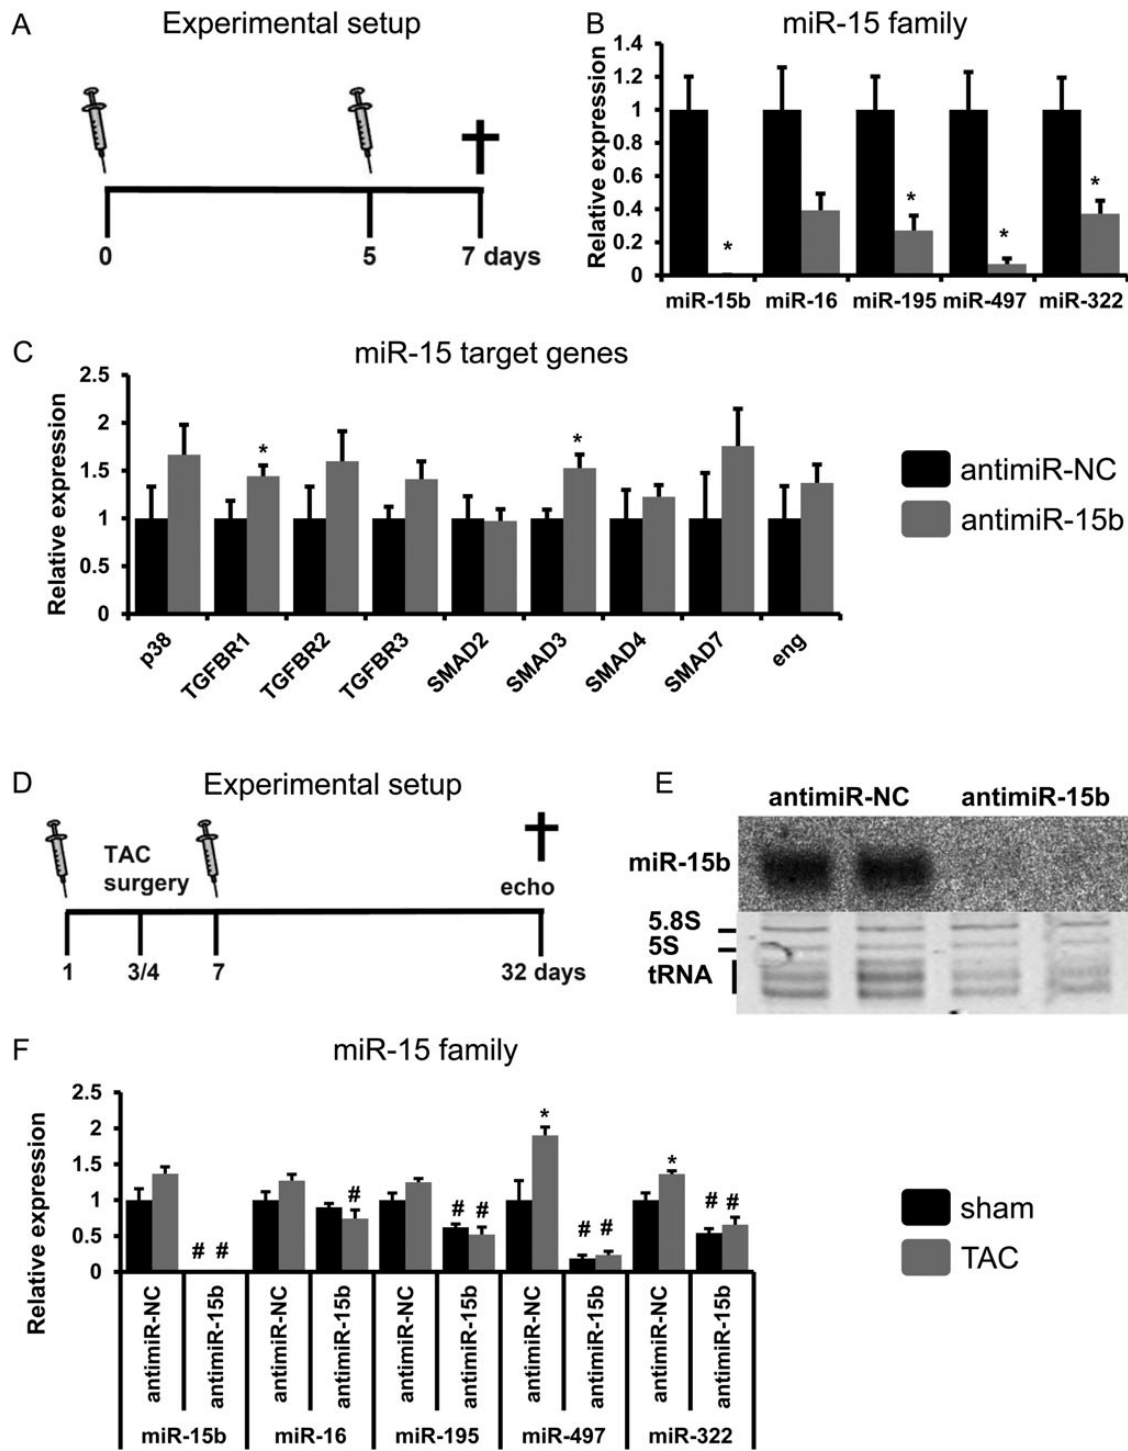 A
Experimental setup
0
5
7 days
B
miR-15 family
Relative expression
1.4
1.2
1
0.8
0.6
0.4
0.2
0
*
*
*
*
miR-15b
miR-16
miR-195
miR-497
miR-322
C
miR-15 target genes
Relative expression
2.5
2
1.5
1
0.5
0
*
*
p38
TGFBR1
TGFBR2
TGFBR3
SMAD2
SMAD3
SMAD4
SMAD7
eng
antimiR-NC
antimiR-15b
D
Experimental setup
TAC
surgery
echo
1
3/4
7
32 days
E
antimiR-NC
antimiR-15b
miR-15b
5.8S
5S
tRNA
F
miR-15 family
Relative expression
2.5
2
1.5
1
0.5
0
# #
#
# #
*
# #
*
# #
antimiR-NC
antimiR-15b
antimiR-NC
antimiR-15b
antimiR-NC
antimiR-15b
antimiR-NC
antimiR-15b
antimiR-NC
antimiR-15b
miR-15b
miR-16
miR-195
miR-497
miR-322
sham
TAC